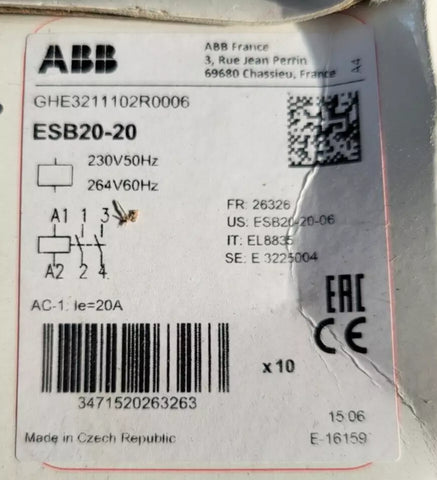 ABB
ABB France
3, Rue Jean Perrin
69680 Chassieu, France
A4
GHE3211102R0006
ESB20-20
230V50Hz
264V60Hz
A1 1 3
A2 2 4
FR: 26326
US: ESB20-20-06
IT: EL8835
SE: E 3225004
AC-1: Ie=20A
EAC
CE
x 10
3471520263263
15 06
Made in Czech Republic
E-16159